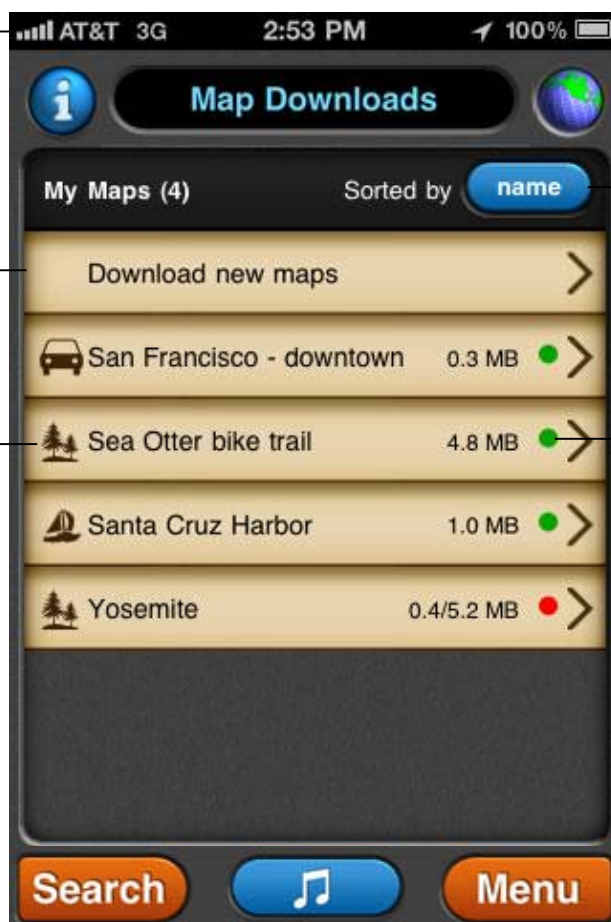 AT&T 3G 2:53 PM 100%
i Map Downloads
My Maps (4) Sorted by name
Download new maps
San Francisco - downtown 0.3 MB
Sea Otter bike trail 4.8 MB
Santa Cruz Harbor 1.0 MB
Yosemite 0.4/5.2 MB
Search Menu